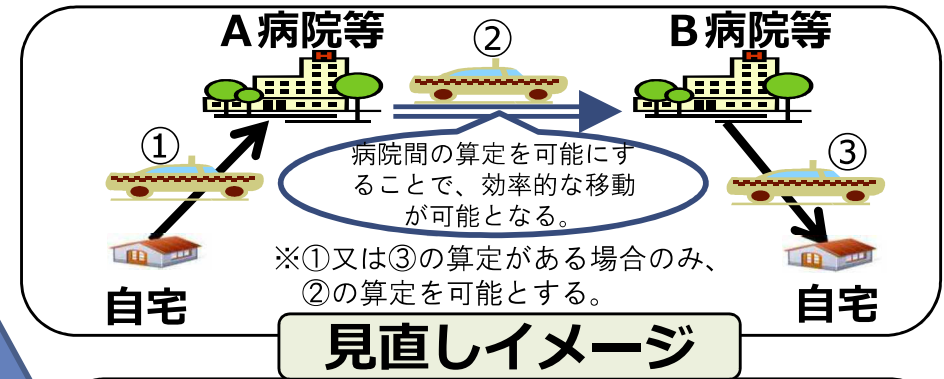 A病院等
②
B病院等
①
病院間の算定を可能にす
ることで、効率的な移動
が可能となる。
③
※①又は③の算定がある場合のみ、
②の算定を可能とする。
自宅
自宅
見直しイメージ